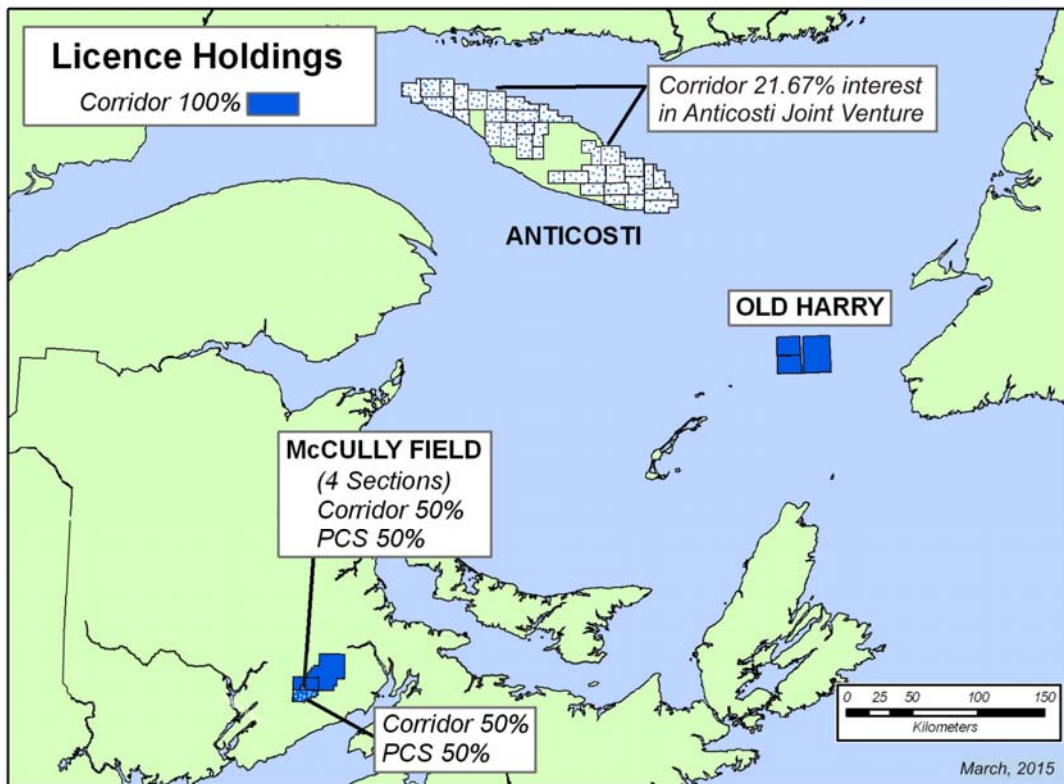 Licence Holdings
Corridor 100%
Corridor 21.67% interest
in Anticosti Joint Venture
ANTICOSTI
OLD HARRY
McCULLY FIELD
(4 Sections)
Corridor 50%
PCS 50%
Corridor 50%
PCS 50%
0 25 50 100 150
Kilometers
March, 2015